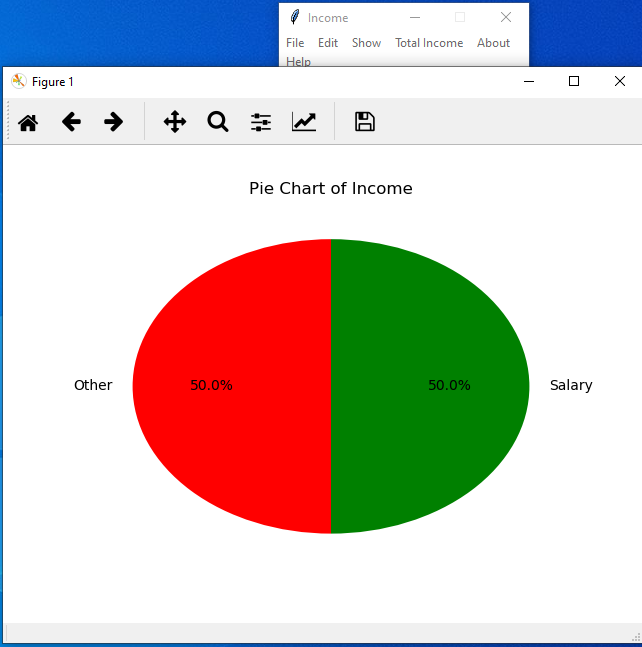 Income
File Edit Show Total Income About
Help
Figure 1
Pie Chart of Income
Other 50.0% 50.0% Salary